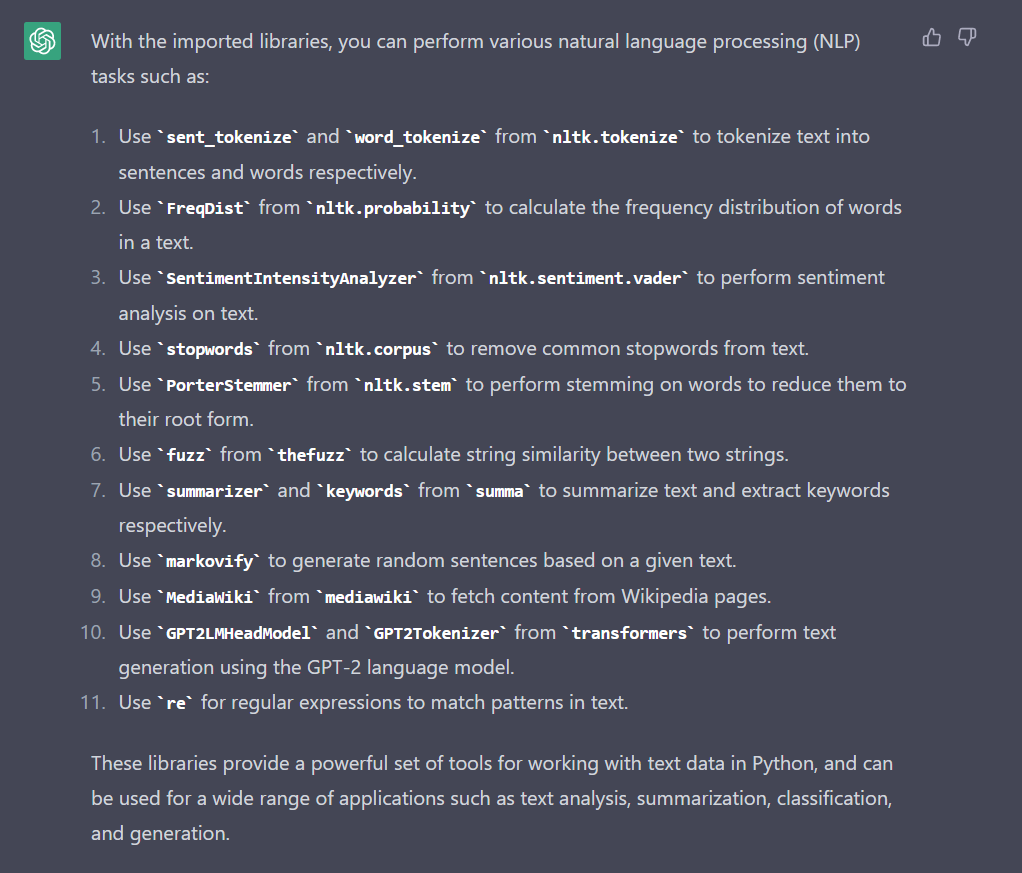 With the imported libraries, you can perform various natural language processing (NLP)
tasks such as:
1. Use `sent_tokenize` and `word_tokenize` from `nltk.tokenize` to tokenize text into
sentences and words respectively.
2. Use `FreqDist` from `nltk.probability` to calculate the frequency distribution of words
in a text.
3. Use `SentimentIntensityAnalyzer` from `nltk.sentiment.vader` to perform sentiment
analysis on text.
4. Use `stopwords` from `nltk.corpus` to remove common stopwords from text.
5. Use `PorterStemmer` from `nltk.stem` to perform stemming on words to reduce them to
their root form.
6. Use `fuzz` from `thefuzz` to calculate string similarity between two strings.
7. Use `summarizer` and `keywords` from `summa` to summarize text and extract keywords
respectively.
8. Use `markovify` to generate random sentences based on a given text.
9. Use `MediaWiki` from `mediawiki` to fetch content from Wikipedia pages.
10. Use `GPT2LMHeadModel` and `GPT2Tokenizer` from `transformers` to perform text
generation using the GPT-2 language model.
11. Use `re` for regular expressions to match patterns in text.
These libraries provide a powerful set of tools for working with text data in Python, and can
be used for a wide range of applications such as text analysis, summarization, classification,
and generation.